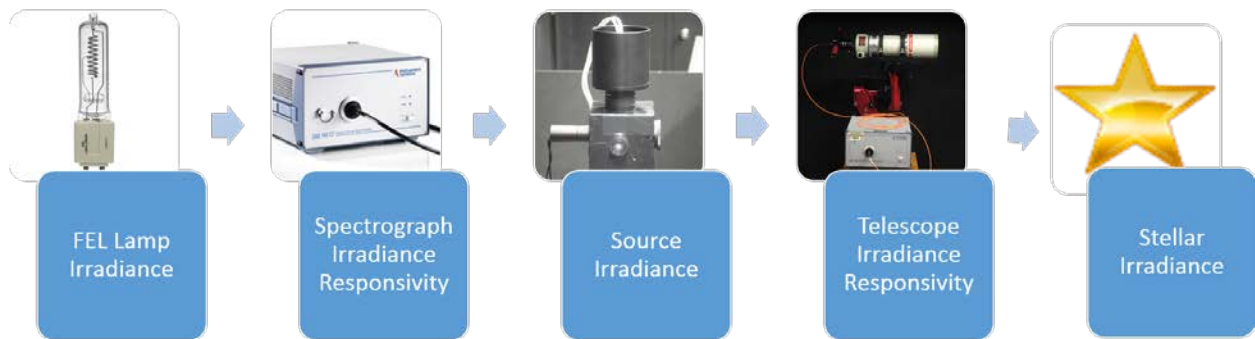 FEL Lamp
Irradiance
Spectrograph
Irradiance
Responsivity
Source
Irradiance
Telescope
Irradiance
Responsivity
Stellar
Irradiance